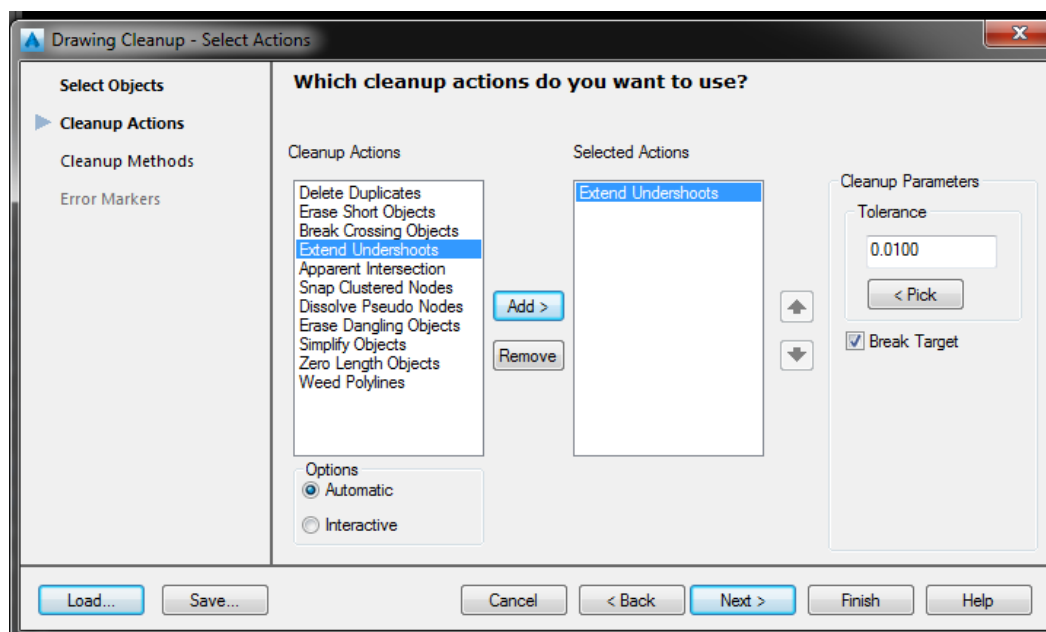 Drawing Cleanup - Select Actions
Select Objects
Cleanup Actions
Cleanup Methods
Error Markers
Which cleanup actions do you want to use?
Cleanup Actions
Delete Duplicates
Erase Short Objects
Break Crossing Objects
Extend Undershoots
Apparent Intersection
Snap Clustered Nodes
Dissolve Pseudo Nodes
Erase Dangling Objects
Simplify Objects
Zero Length Objects
Weed Polylines
Options
Automatic
Interactive
Add >
Remove
Selected Actions
Extend Undershoots
Cleanup Parameters
Tolerance
0.0100
< Pick
Break Target
Load...
Save...
Cancel
< Back
Next >
Finish
Help